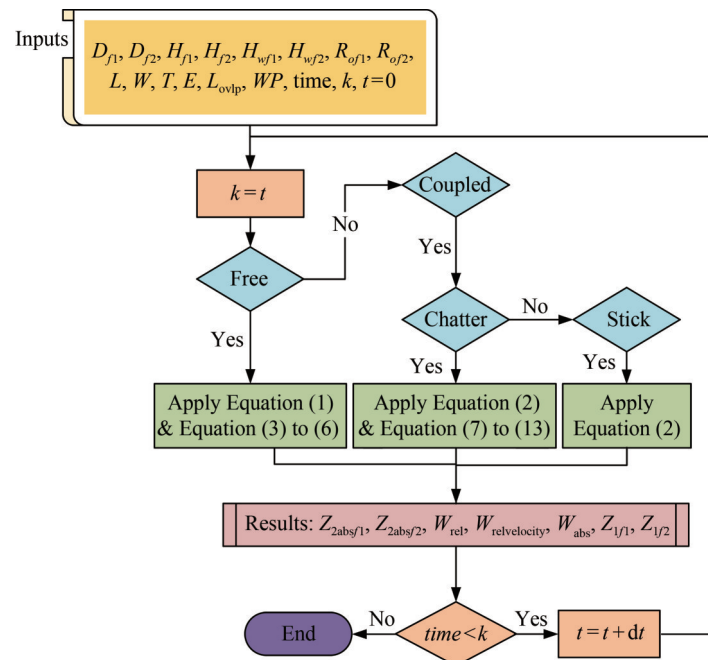 Inputs
D_{f1}, D_{f2}, H_{f1}, H_{f2}, H_{wf1}, H_{wf2}, R_{of1}, R_{of2},
L, W, T, E, L_{ovlp}, WP, time, k, t=0
k=t
Coupled
No
Free
Yes
Chatter
No
Stick
Yes
Yes
Yes
Apply Equation (1)
& Equation (3) to (6)
Apply Equation (2)
& Equation (7) to (13)
Apply
Equation (2)
Results: Z_{2absf1}, Z_{2absf2}, W_{rel}, W_{relvelocity}, W_{abs}, Z_{1f1}, Z_{1f2}
End
No
time<k
Yes
t=t+dt